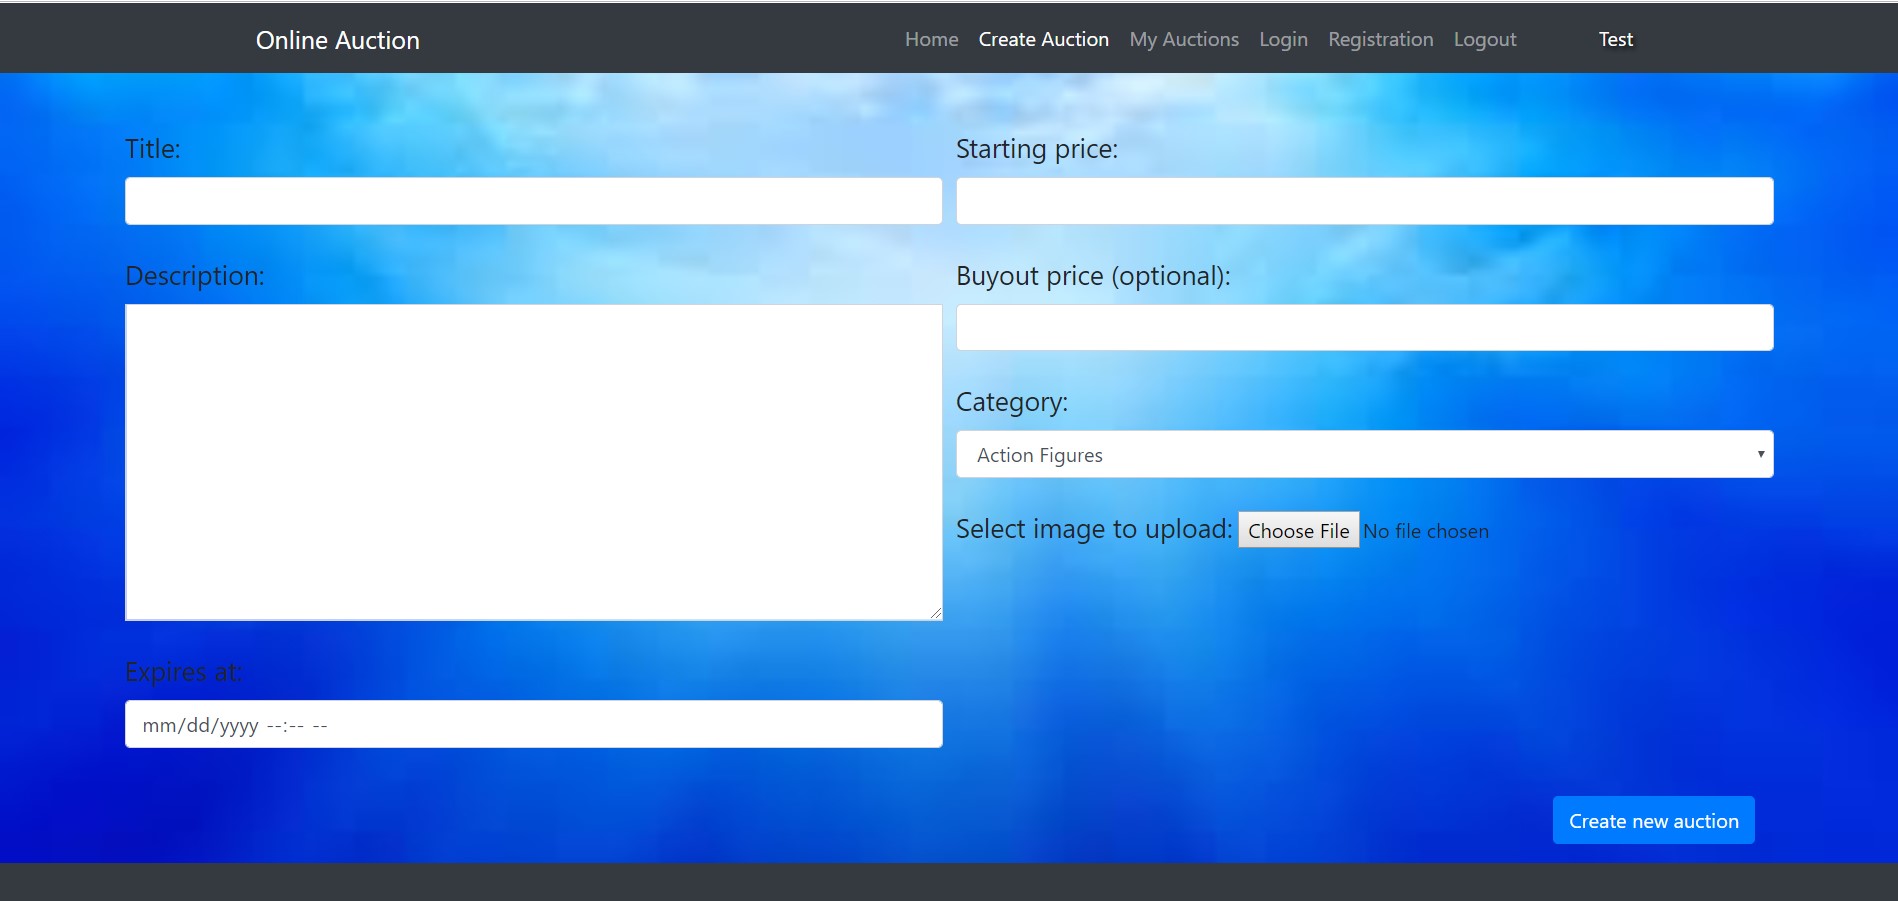 Online Auction
Home Create Auction My Auctions Login Registration Logout Test
Title:
Starting price:
Description:
Buyout price (optional):
Category:
Action Figures
Select image to upload: Choose File No file chosen
Expires at:
mm/dd/yyyy --:-- --
Create new auction